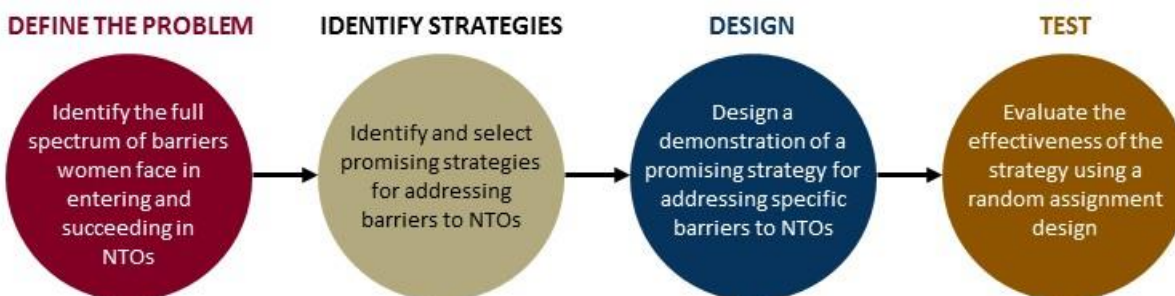 DEFINE THE PROBLEM
Identify the full
spectrum of barriers
women face in
entering and
succeeding in
NTOs
IDENTIFY STRATEGIES
Identify and select
promising strategies
for addressing
barriers to NTOs
DESIGN
Design a
demonstration of a
promising strategy for
addressing specific
barriers to NTOs
TEST
Evaluate the
effectiveness of the
strategy using a
random assignment
design